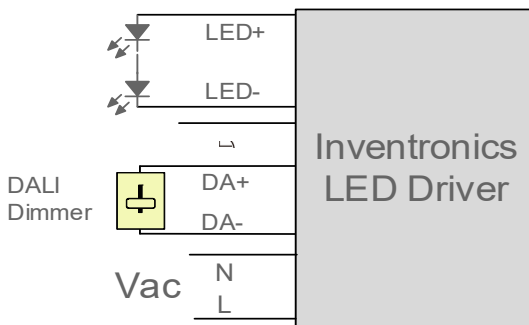 LED+
LED-
DALI
Dimmer
DA+
DA-
Vac
N
L
Inventronics
LED Driver